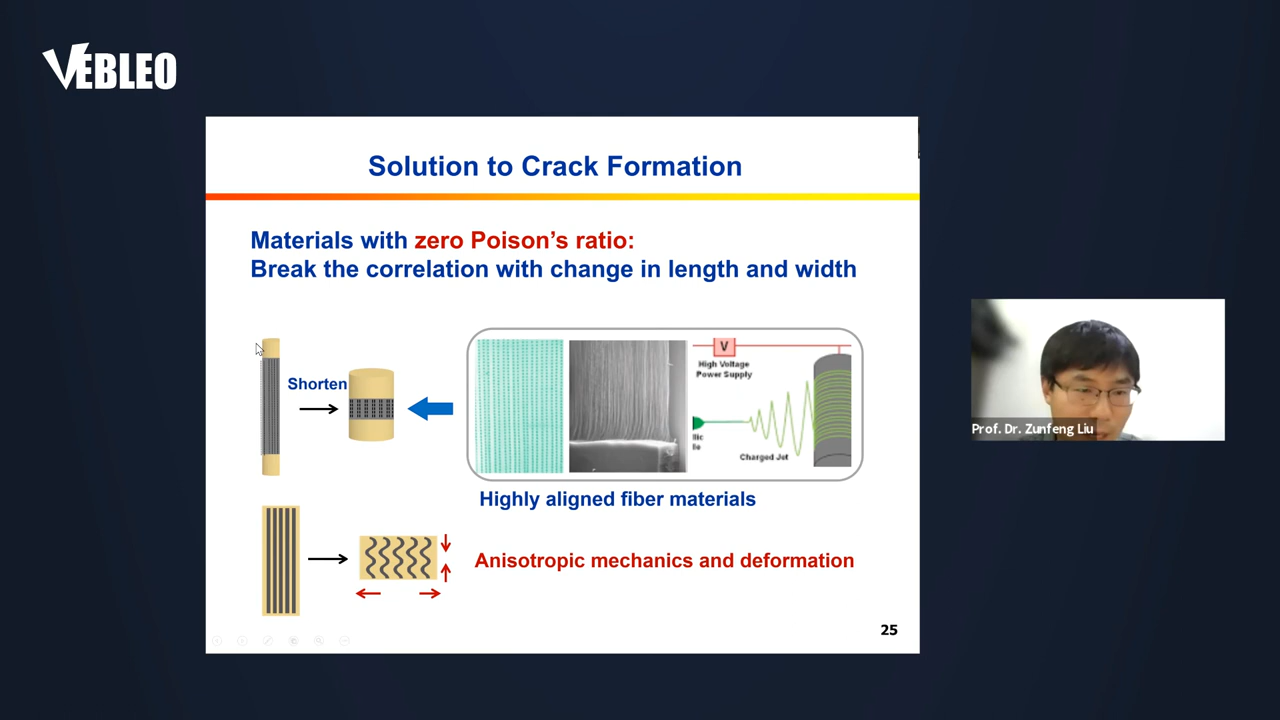 VEBLEO
Solution to Crack Formation
Materials with zero Poison's ratio:
Break the correlation with change in length and width
Shorten
V
High Voltage
Power Supply
llic
le
Charged Jet
Highly aligned fiber materials
Anisotropic mechanics and deformation
25
Prof. Dr. Zunfeng Liu